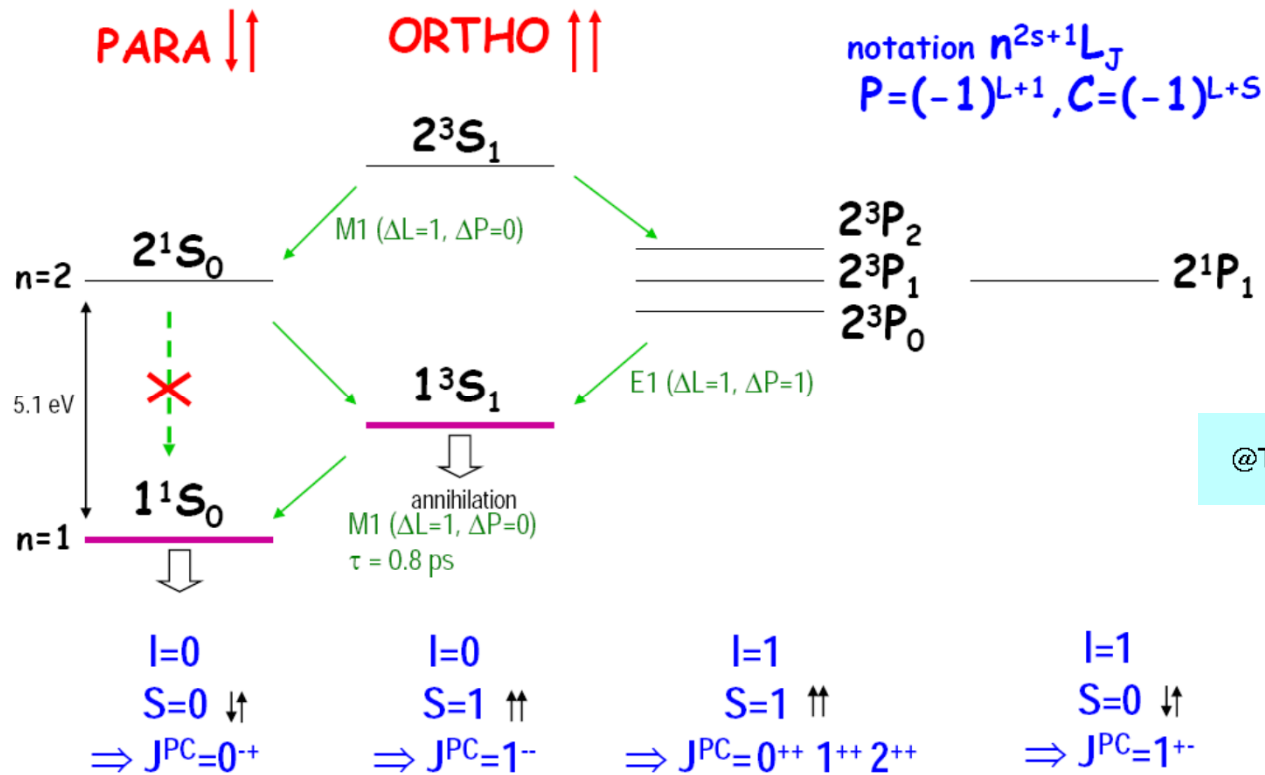 PARA ↓↑
ORTHO ↑↑
notation n²ˢ⁺¹L_J
P=(-1)ᴸ⁺¹,C=(-1)ᴸ⁺ˢ
2³S₁
M1 (ΔL=1, ΔP=0)
2¹S₀
n=2
2³P₂
2³P₁
2³P₀
2¹P₁
5.1 eV
E1 (ΔL=1, ΔP=1)
1³S₁
annihilation
1¹S₀
n=1
M1 (ΔL=1, ΔP=0)
τ = 0.8 ps
l=0
S=0 ↓↑
⇒ Jᴾᶜ=0⁻⁺
l=0
S=1 ↑↑
⇒ Jᴾᶜ=1⁻⁻
l=1
S=1 ↑↑
⇒ Jᴾᶜ=0⁺⁺ 1⁺⁺ 2⁺⁺
l=1
S=0 ↓↑
⇒ Jᴾᶜ=1⁺⁻